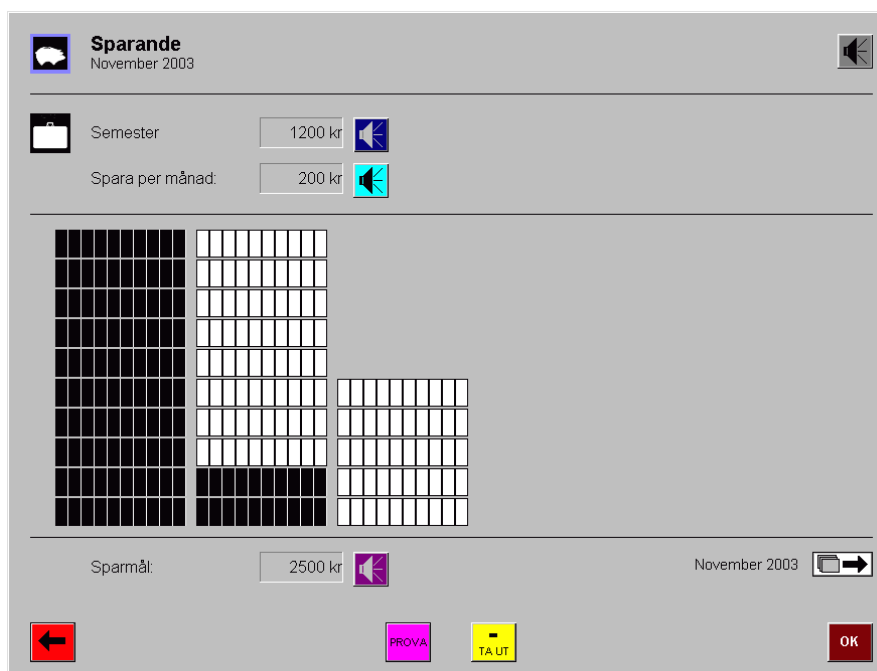 Sparande
November 2003
Semester 1200 kr
Spara per månad: 200 kr
Sparmål: 2500 kr November 2003
PROVA TA UT OK